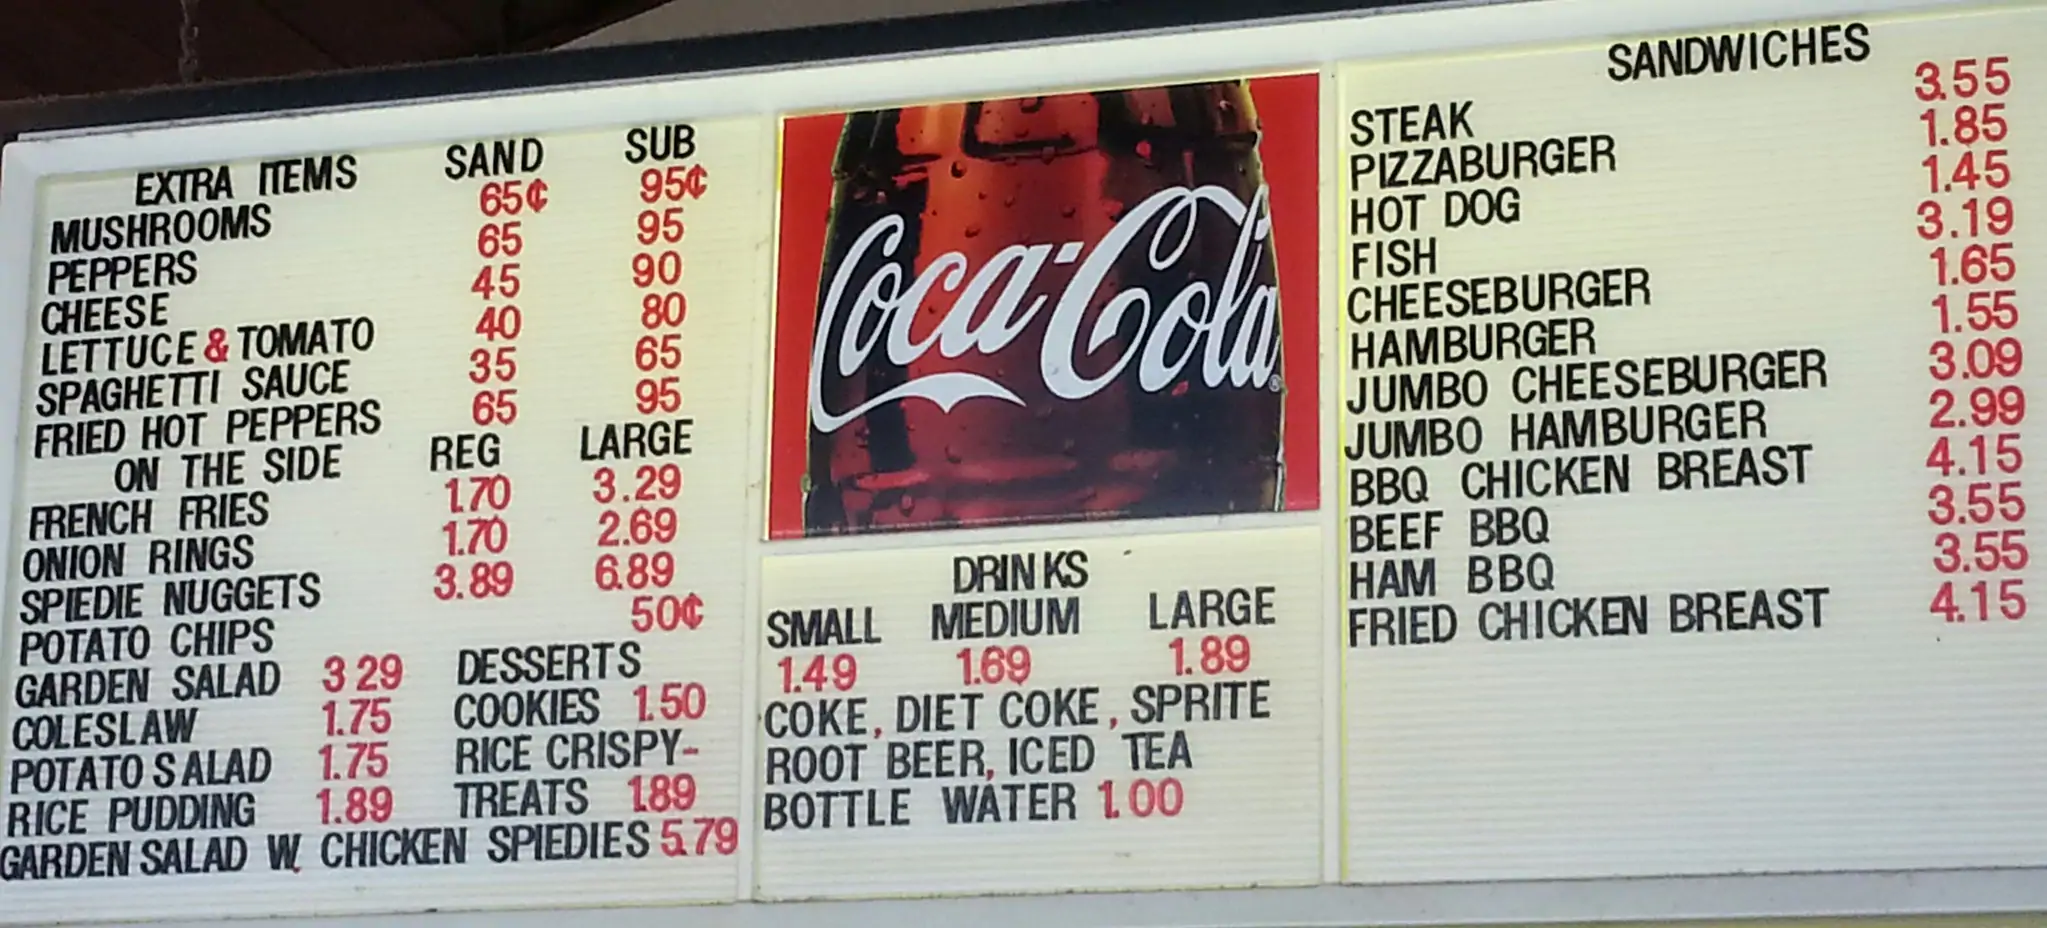 EXTRA ITEMS SAND SUB
MUSHROOMS 65¢ 95¢
PEPPERS 65 95
CHEESE 45 90
LETTUCE & TOMATO 40 80
SPAGHETTI SAUCE 35 65
FRIED HOT PEPPERS 65 95
ON THE SIDE REG LARGE
FRENCH FRIES 1.70 3.29
ONION RINGS 1.70 2.69
SPIEDIE NUGGETS 3.89 6.89
POTATO CHIPS 50¢
GARDEN SALAD 3 29
COLESLAW 1.75
POTATO SALAD 1.75
RICE PUDDING 1.89
DESSERTS
COOKIES 1.50
RICE CRISPY-
TREATS 1.89
GARDEN SALAD W. CHICKEN SPIEDIES 5.79
Coca-Cola®
DRINKS
SMALL MEDIUM LARGE
1.49 1.69 1.89
COKE, DIET COKE, SPRITE
ROOT BEER, ICED TEA
BOTTLE WATER 1.00
SANDWICHES
STEAK 3.55
PIZZABURGER 1.85
HOT DOG 1.45
FISH 3.19
CHEESEBURGER 1.65
HAMBURGER 1.55
JUMBO CHEESEBURGER 3.09
JUMBO HAMBURGER 2.99
BBQ CHICKEN BREAST 4.15
BEEF BBQ 3.55
HAM BBQ 3.55
FRIED CHICKEN BREAST 4.15